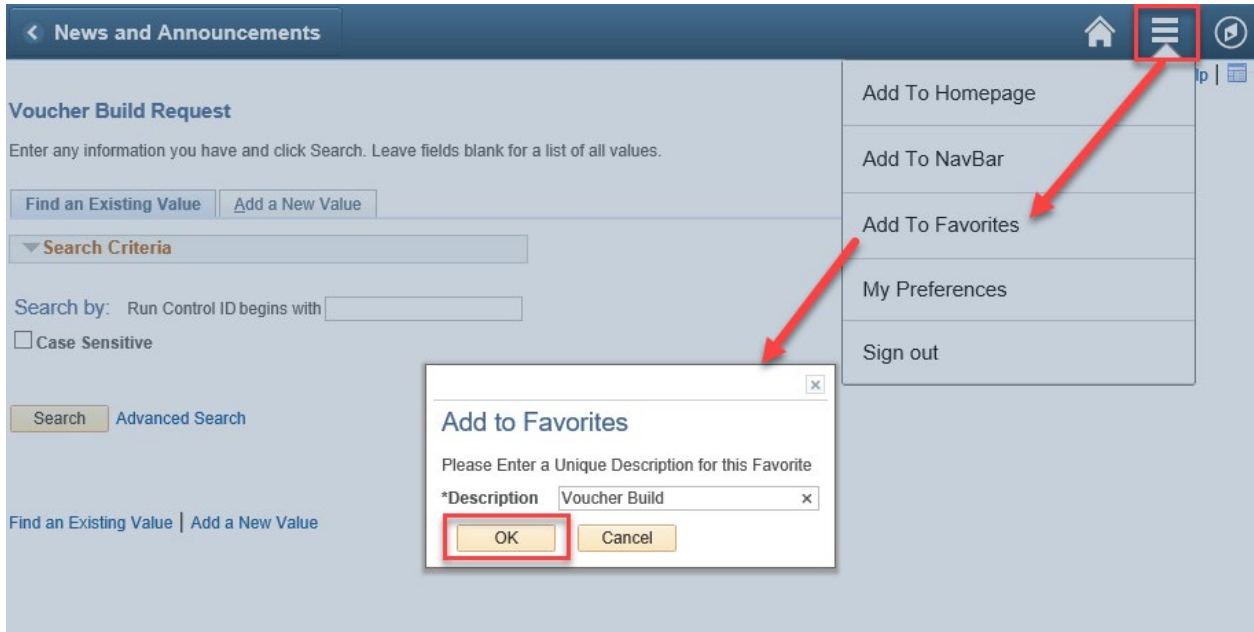 News and Announcements
Voucher Build Request
Enter any information you have and click Search. Leave fields blank for a list of all values.
Find an Existing Value
Add a New Value
Search Criteria
Search by: Run Control ID begins with
Case Sensitive
Search
Advanced Search
Find an Existing Value | Add a New Value
Add To Homepage
Add To NavBar
Add To Favorites
My Preferences
Sign out
Add to Favorites
Please Enter a Unique Description for this Favorite
*Description Voucher Build
OK
Cancel